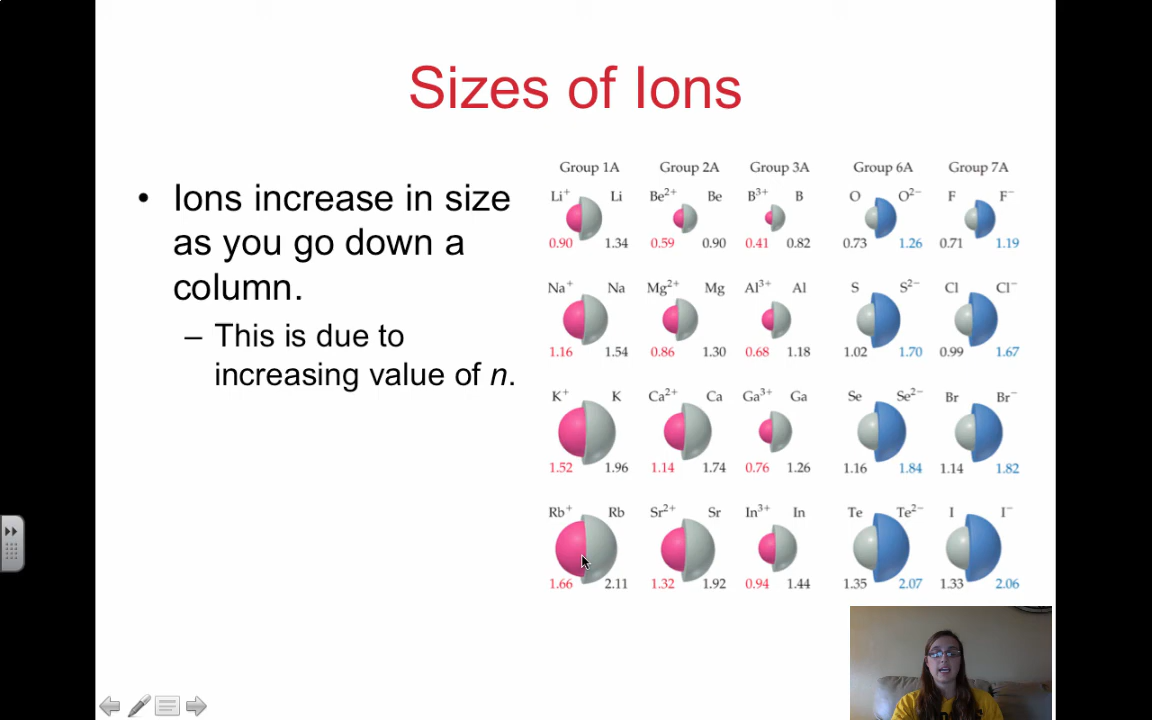 Sizes of Ions
• Ions increase in size
as you go down a
column.
– This is due to
increasing value of n.
Group 1A Group 2A Group 3A Group 6A Group 7A
Li⁺ Li Be²⁺ Be B³⁺ B O O²⁻ F F⁻
0.90 1.34 0.59 0.90 0.41 0.82 0.73 1.26 0.71 1.19
Na⁺ Na Mg²⁺ Mg Al³⁺ Al S S²⁻ Cl Cl⁻
1.16 1.54 0.86 1.30 0.68 1.18 1.02 1.70 0.99 1.67
K⁺ K Ca²⁺ Ca Ga³⁺ Ga Se Se²⁻ Br Br⁻
1.52 1.96 1.14 1.74 0.76 1.26 1.16 1.84 1.14 1.82
Rb⁺ Rb Sr²⁺ Sr In³⁺ In Te Te²⁻ I I⁻
1.66 2.11 1.32 1.92 0.94 1.44 1.35 2.07 1.33 2.06